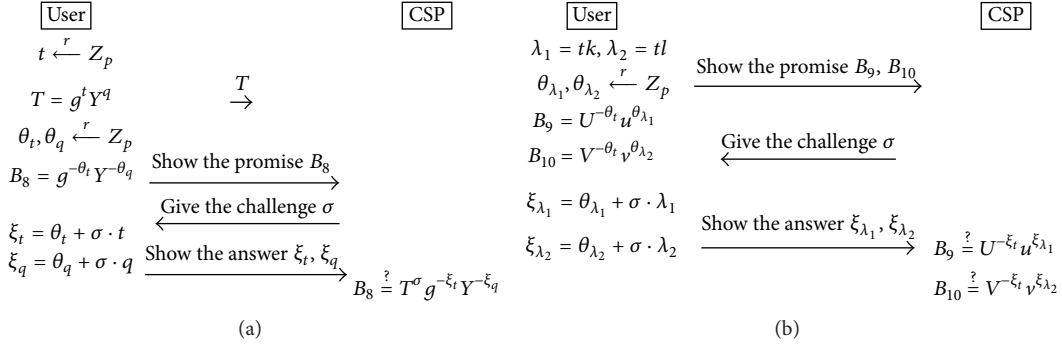 User CSP
t ←r Z_p
T = g^t Y^q
T
θ_t, θ_q ←r Z_p
B_8 = g^{−θ_t} Y^{−θ_q}
Show the promise B_8
Give the challenge σ
ξ_t = θ_t + σ · t
ξ_q = θ_q + σ · q
Show the answer ξ_t, ξ_q
B_8 ≟ T^σ g^{−ξ_t} Y^{−ξ_q}
(a)
User CSP
λ_1 = tk, λ_2 = tl
θ_{λ_1}, θ_{λ_2} ←r Z_p
Show the promise B_9, B_10
B_9 = U^{−θ_t} u^{θ_{λ_1}}
B_10 = V^{−θ_t} v^{θ_{λ_2}}
Give the challenge σ
ξ_{λ_1} = θ_{λ_1} + σ · λ_1
ξ_{λ_2} = θ_{λ_2} + σ · λ_2
Show the answer ξ_{λ_1}, ξ_{λ_2}
B_9 ≟ U^{−ξ_t} u^{ξ_{λ_1}}
B_10 ≟ V^{−ξ_t} v^{ξ_{λ_2}}
(b)